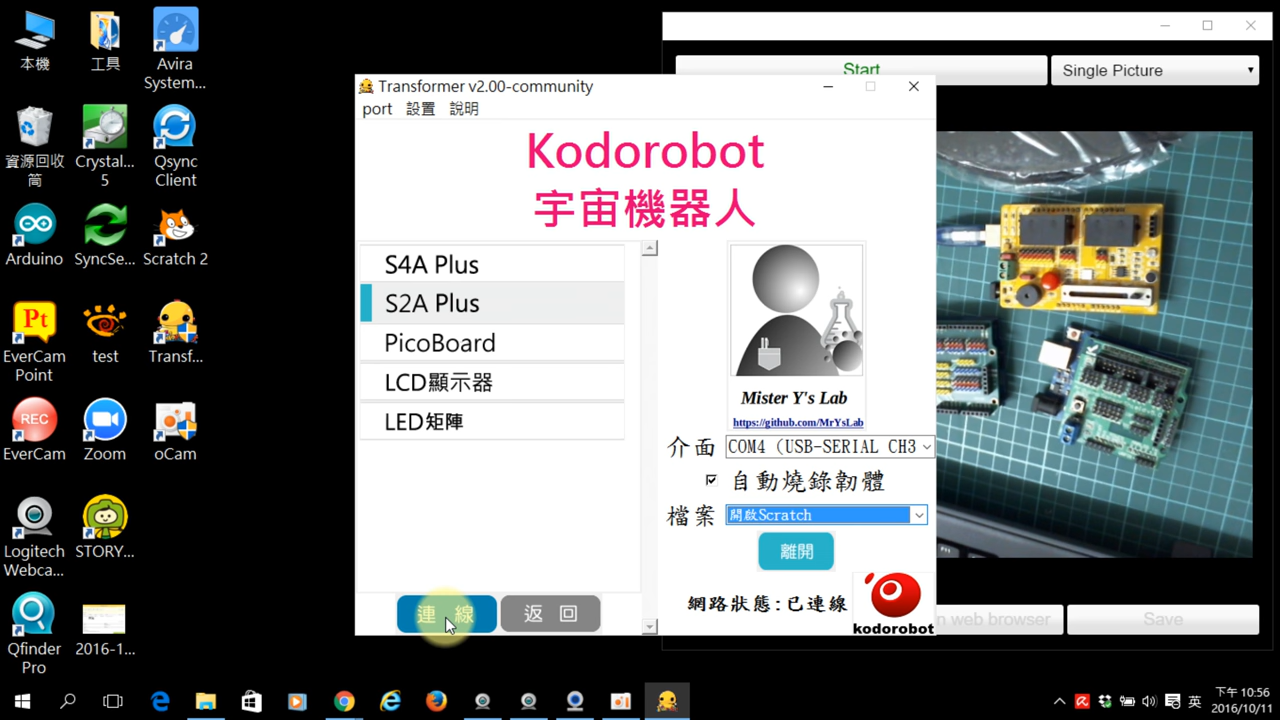 本機
工具
Avira
System...
資源回收
筒
Crystal...
5
Qsync
Client
Arduino
SyncSe...
Scratch 2
EverCam
Point
test
Transf...
REC
EverCam
Zoom
oCam
Logitech
Webca...
STORY...
Qfinder
Pro
2016-1...
Start
Single Picture
Transformer v2.00-community
port 設置 說明
Kodorobot
宇宙機器人
S4A Plus
S2A Plus
PicoBoard
LCD顯示器
LED矩陣
Mister Y's Lab
https://github.com/MrYsLab
介面 COM4 (USB-SERIAL CH3
自動燒錄韌體
檔案 開啟Scratch
離開
連 線 返 回
網路狀態:已連線
kodorobot
n web browser
Save
英
下午 10:56
2016/10/11